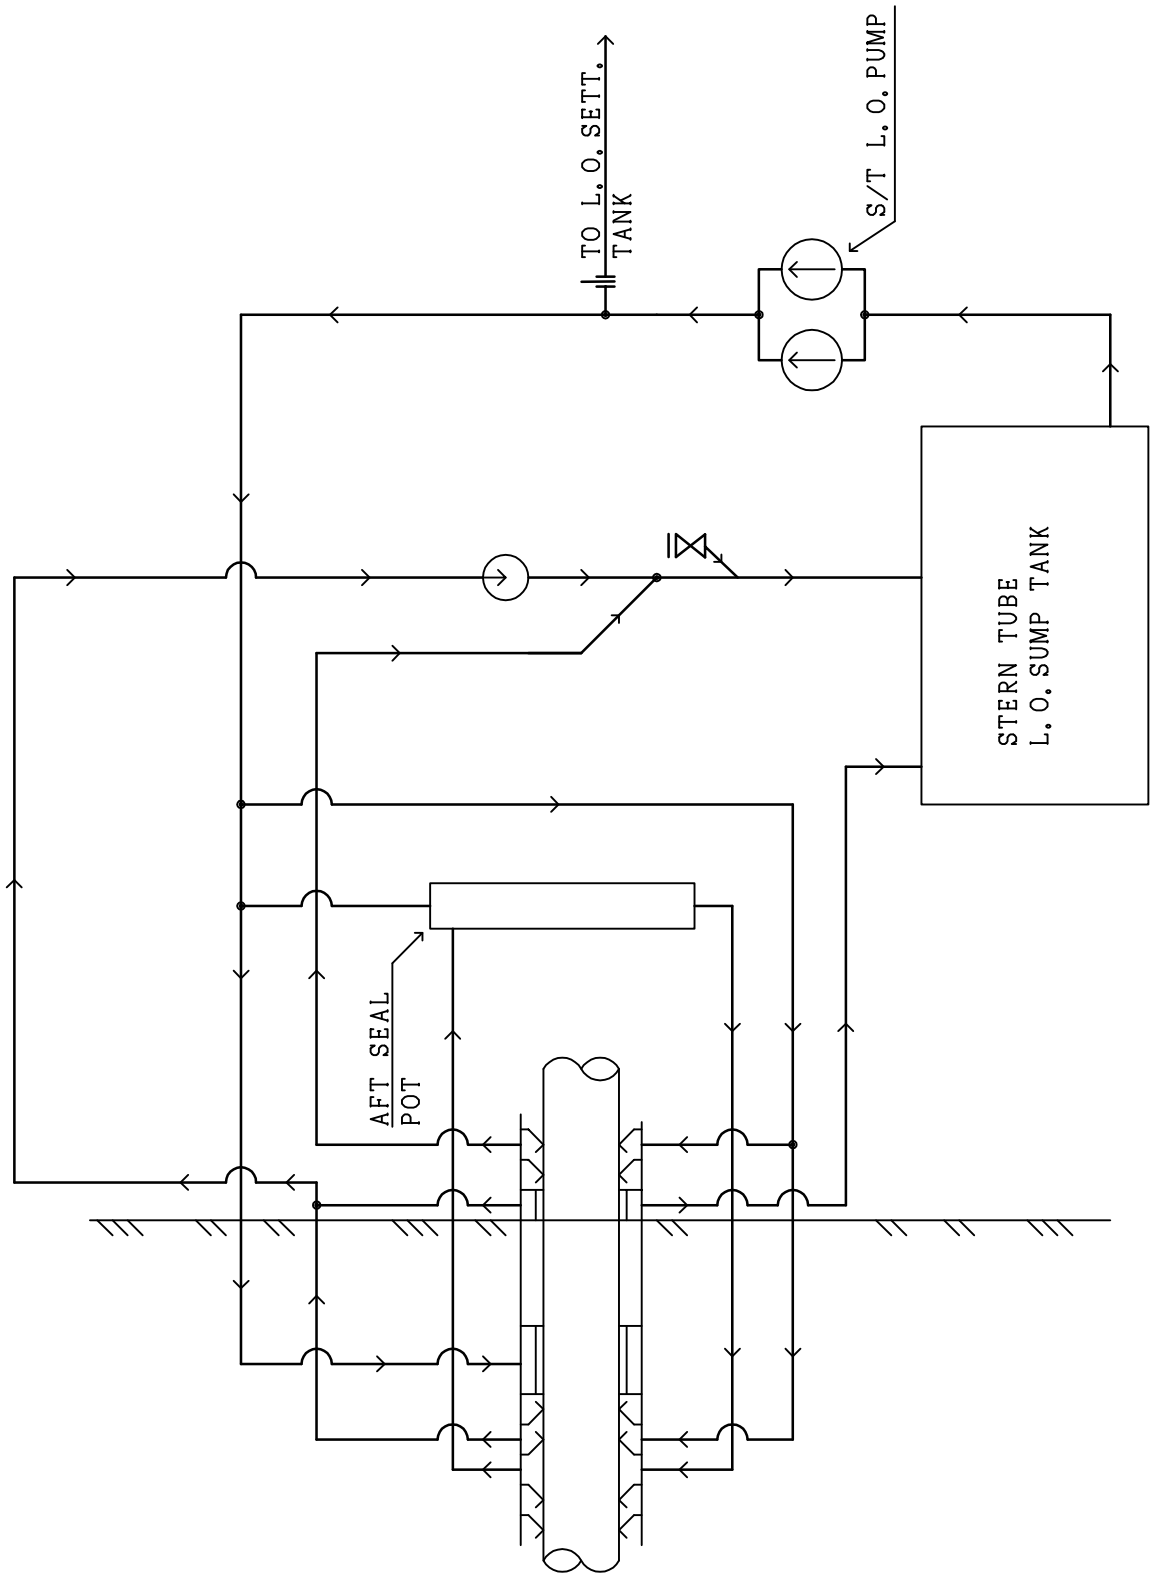 TO L.O.SETT.
TANK
S/T L.O.PUMP
STERN TUBE
L.O.SUMP TANK
AFT SEAL
POT